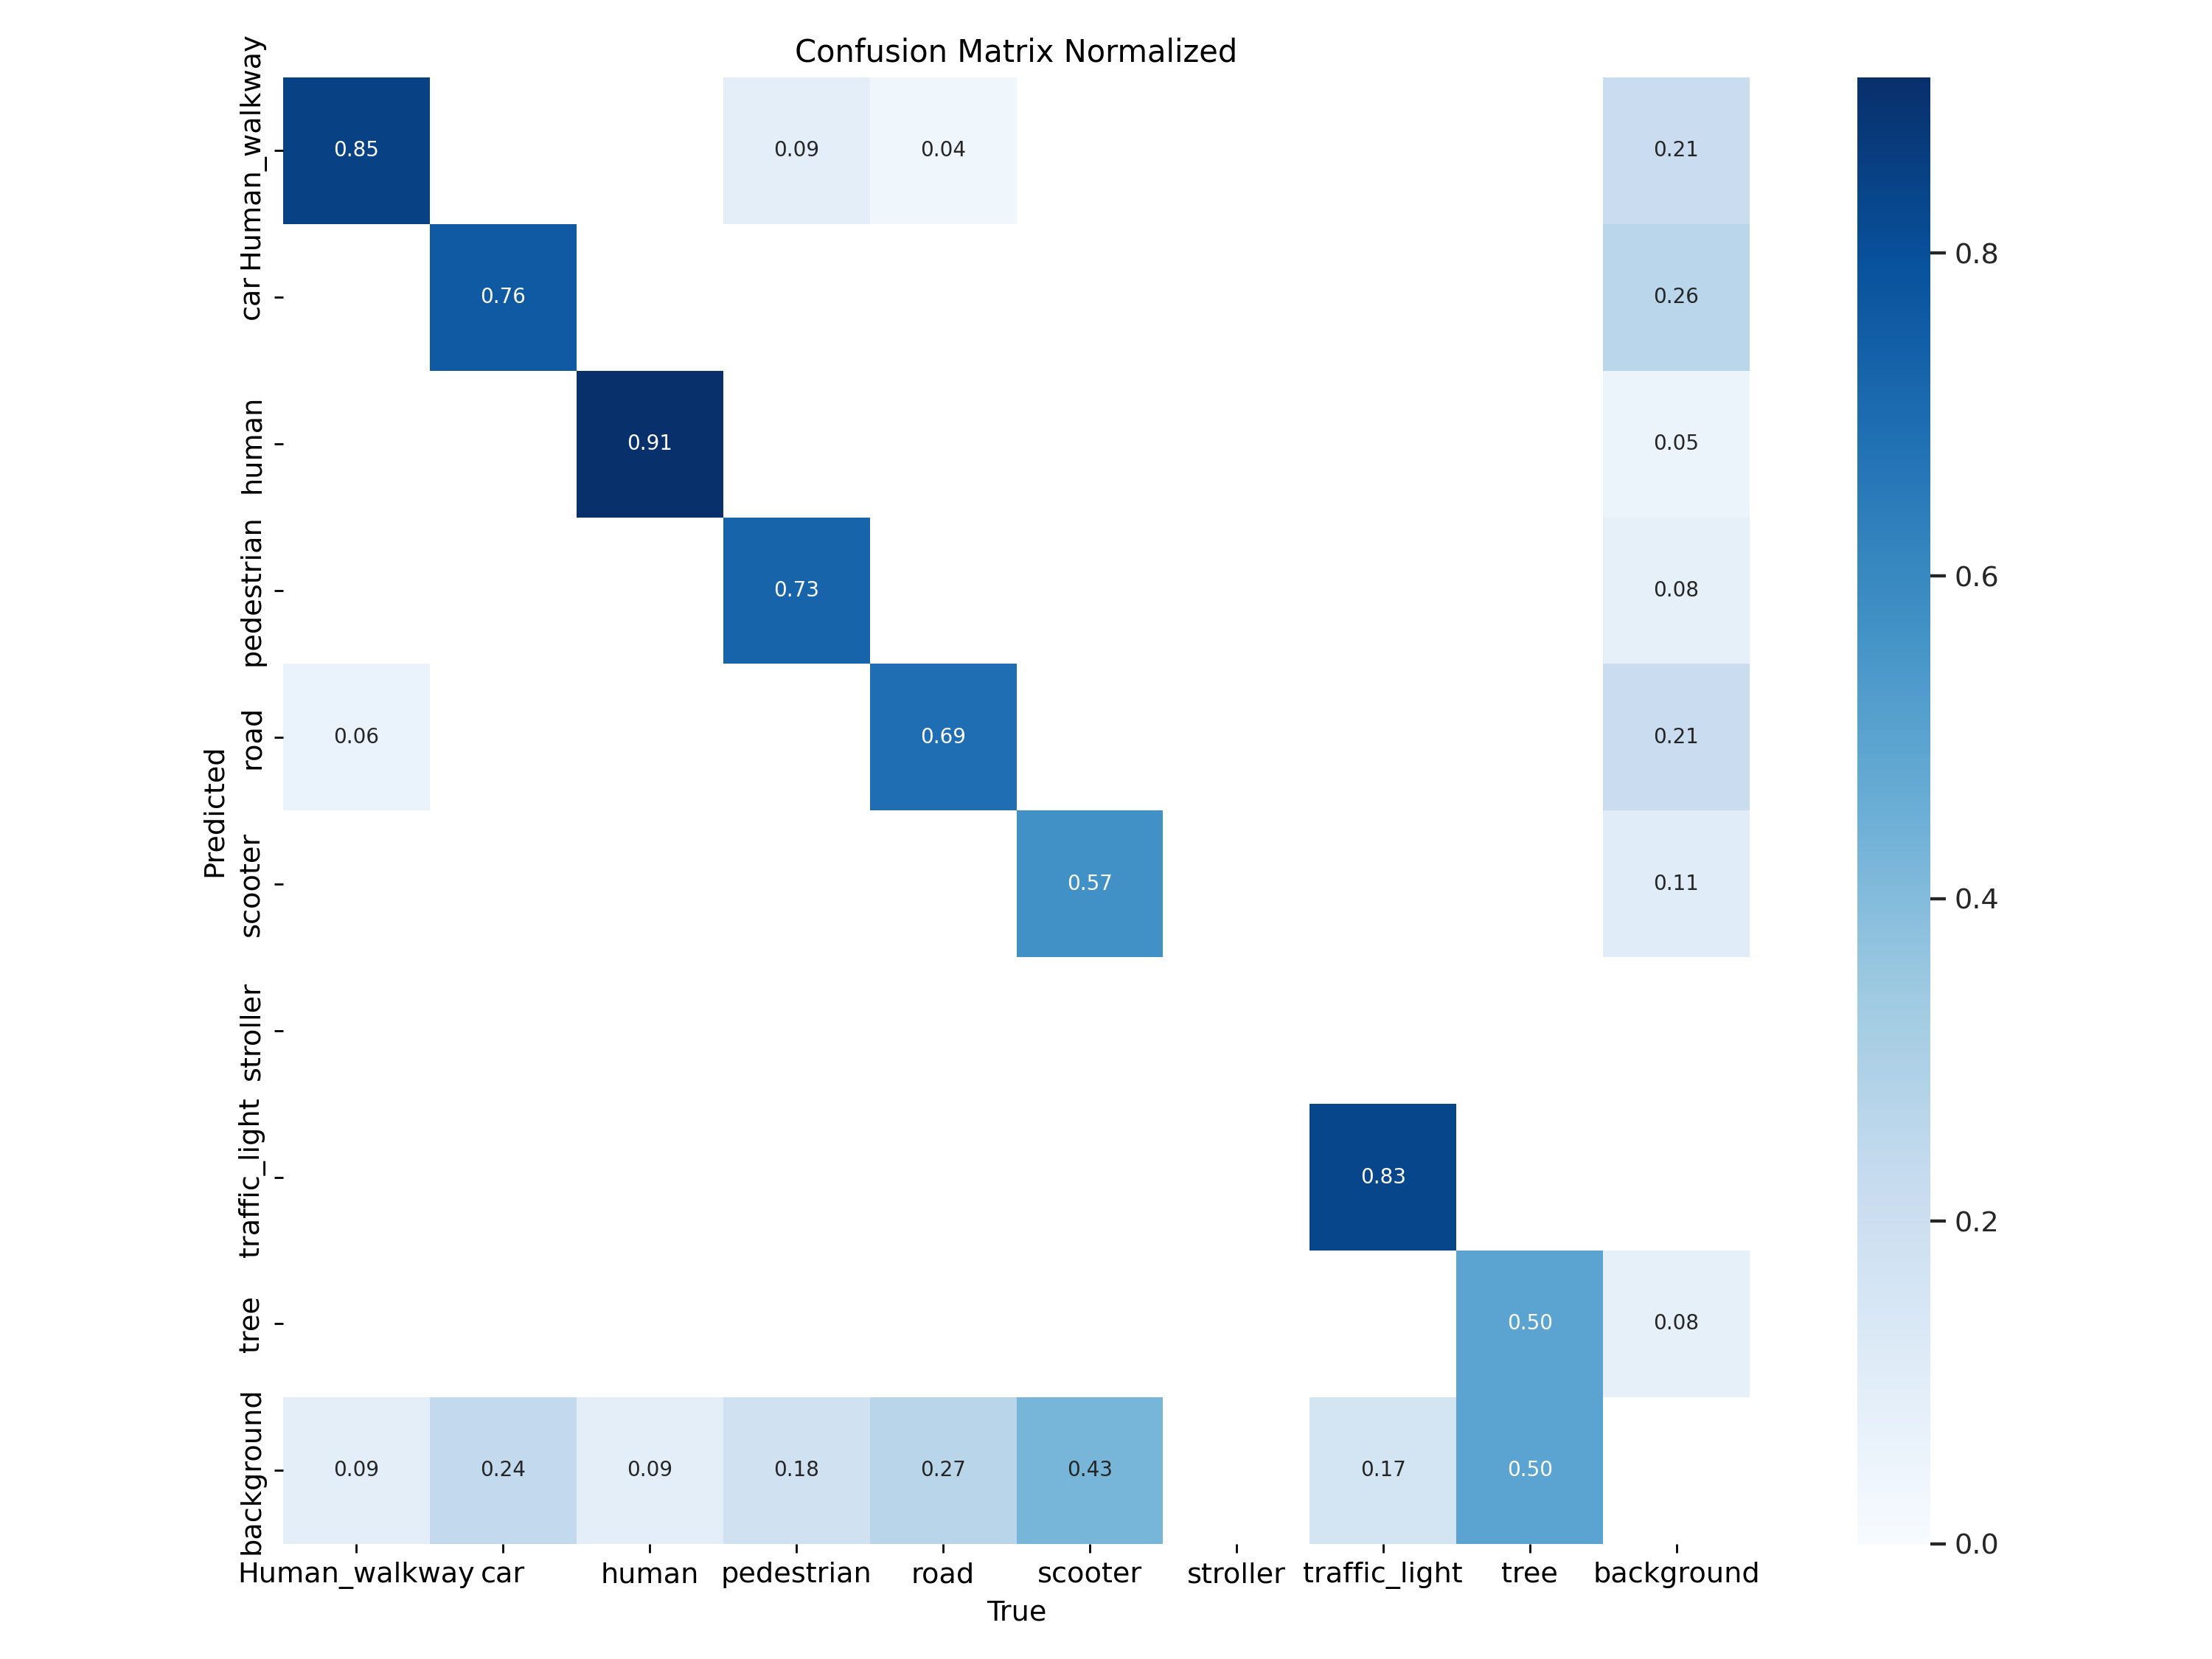 Confusion Matrix Normalized
Human_walkway
0.85
0.09
0.04
0.21
car
0.76
0.26
human
0.91
0.05
pedestrian
0.73
0.08
road
0.06
0.69
0.21
scooter
0.57
0.11
stroller
traffic_light
0.83
tree
0.50
0.08
background
0.09
0.24
0.09
0.18
0.27
0.43
0.17
0.50
Predicted
Human_walkway
car
human
pedestrian
road
scooter
stroller
traffic_light
tree
background
True
0.8
0.6
0.4
0.2
0.0